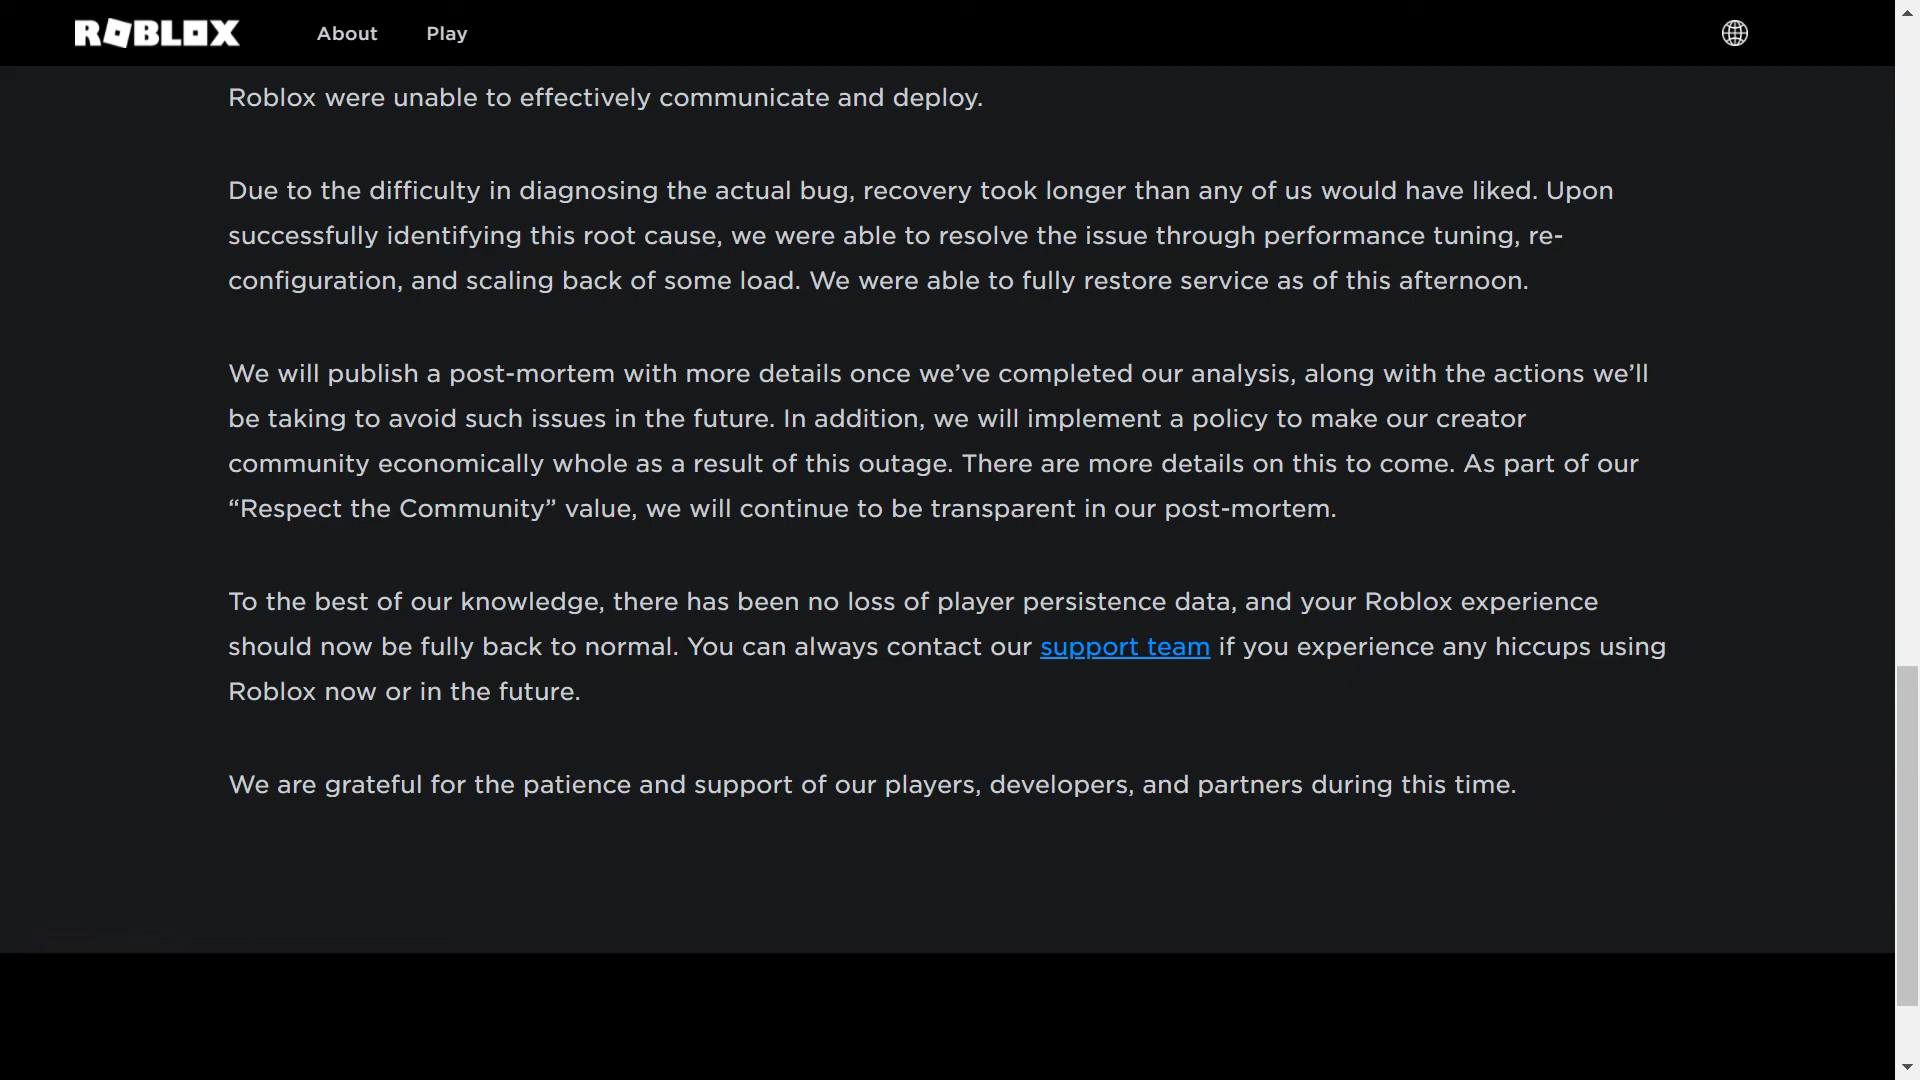 ROBLOX About Play
Roblox were unable to effectively communicate and deploy.
Due to the difficulty in diagnosing the actual bug, recovery took longer than any of us would have liked. Upon
successfully identifying this root cause, we were able to resolve the issue through performance tuning, re-
configuration, and scaling back of some load. We were able to fully restore service as of this afternoon.
We will publish a post-mortem with more details once we’ve completed our analysis, along with the actions we’ll
be taking to avoid such issues in the future. In addition, we will implement a policy to make our creator
community economically whole as a result of this outage. There are more details on this to come. As part of our
“Respect the Community” value, we will continue to be transparent in our post-mortem.
To the best of our knowledge, there has been no loss of player persistence data, and your Roblox experience
should now be fully back to normal. You can always contact our support team if you experience any hiccups using
Roblox now or in the future.
We are grateful for the patience and support of our players, developers, and partners during this time.